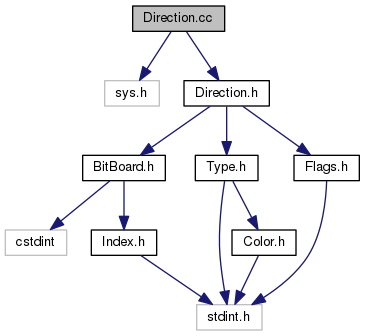 Direction.cc
sys.h
Direction.h
BitBoard.h
Type.h
Flags.h
cstdint
Index.h
Color.h
stdint.h